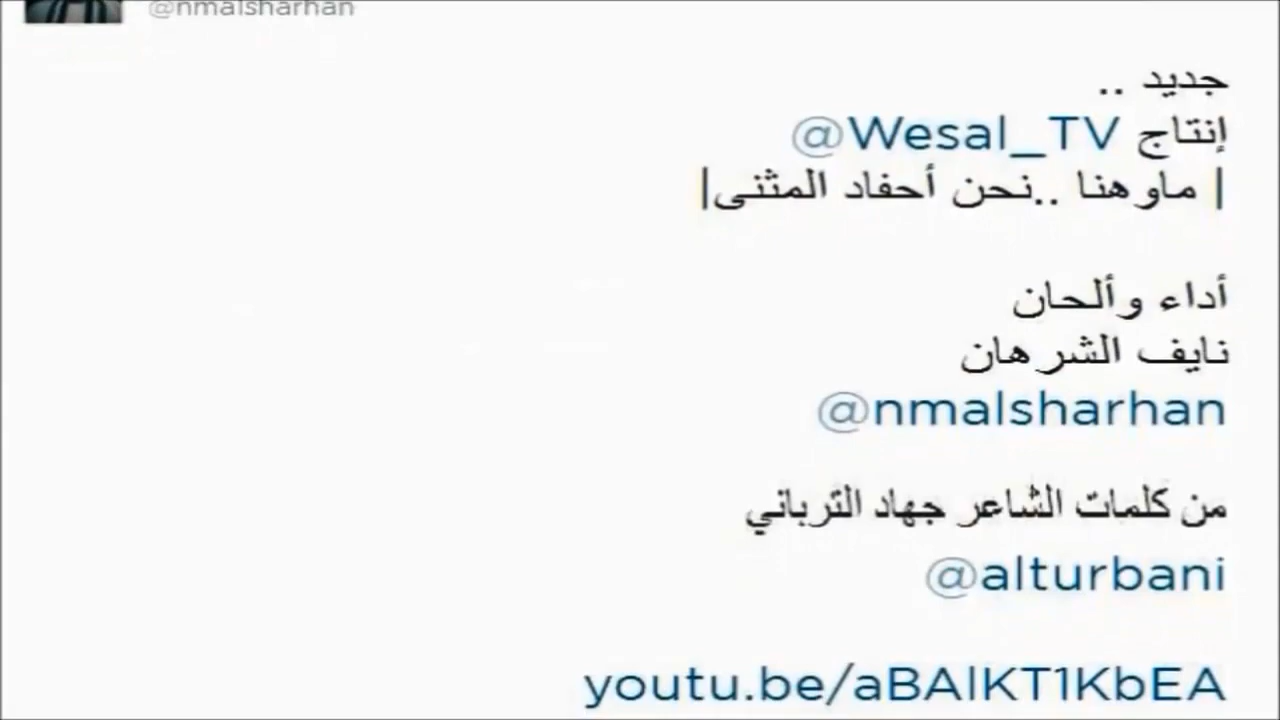 @nmalsharhan
جديد ..
إنتاج @Wesal_TV
| ماوهنا ..نحن أحفاد المثنى|
أداء وألحان
نايف الشرهان
@nmalsharhan
من كلمات الشاعر جهاد الترباني
@alturbani
youtu.be/aBAlKT1KbEA